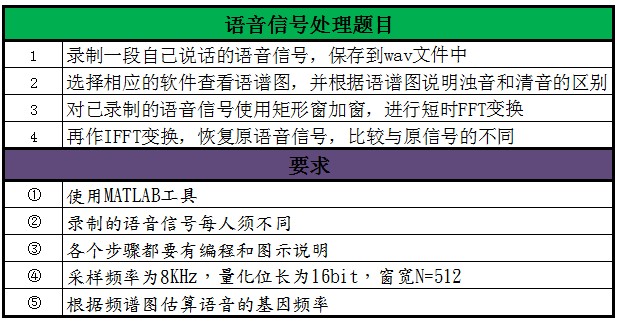 语音信号处理题目
1 录制一段自己说话的语音信号，保存到wav文件中
2 选择相应的软件查看语谱图，并根据语谱图说明浊音和清音的区别
3 对已录制的语音信号使用矩形窗加窗，进行短时FFT变换
4 再作IFFT变换，恢复原语音信号，比较与原信号的不同
要求
① 使用MATLAB工具
② 录制的语音信号每人须不同
③ 各个步骤都要有编程和图示说明
④ 采样频率为8KHz，量化位长为16bit，窗宽N=512
⑤ 根据频谱图估算语音的基因频率